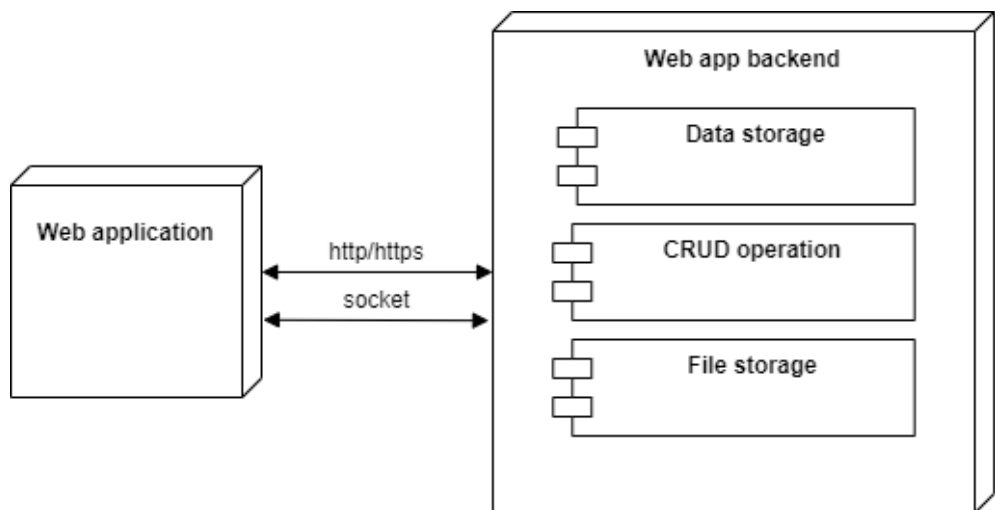 Web app backend
Data storage
Web application
http/https
CRUD operation
socket
File storage